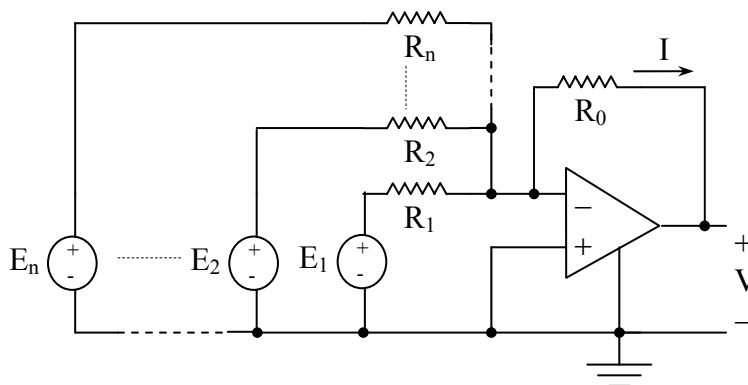 Rₙ
I
R₀
R₂
R₁
−
+
Eₙ
+
-
E₂
+
-
E₁
+
-
+
V
−